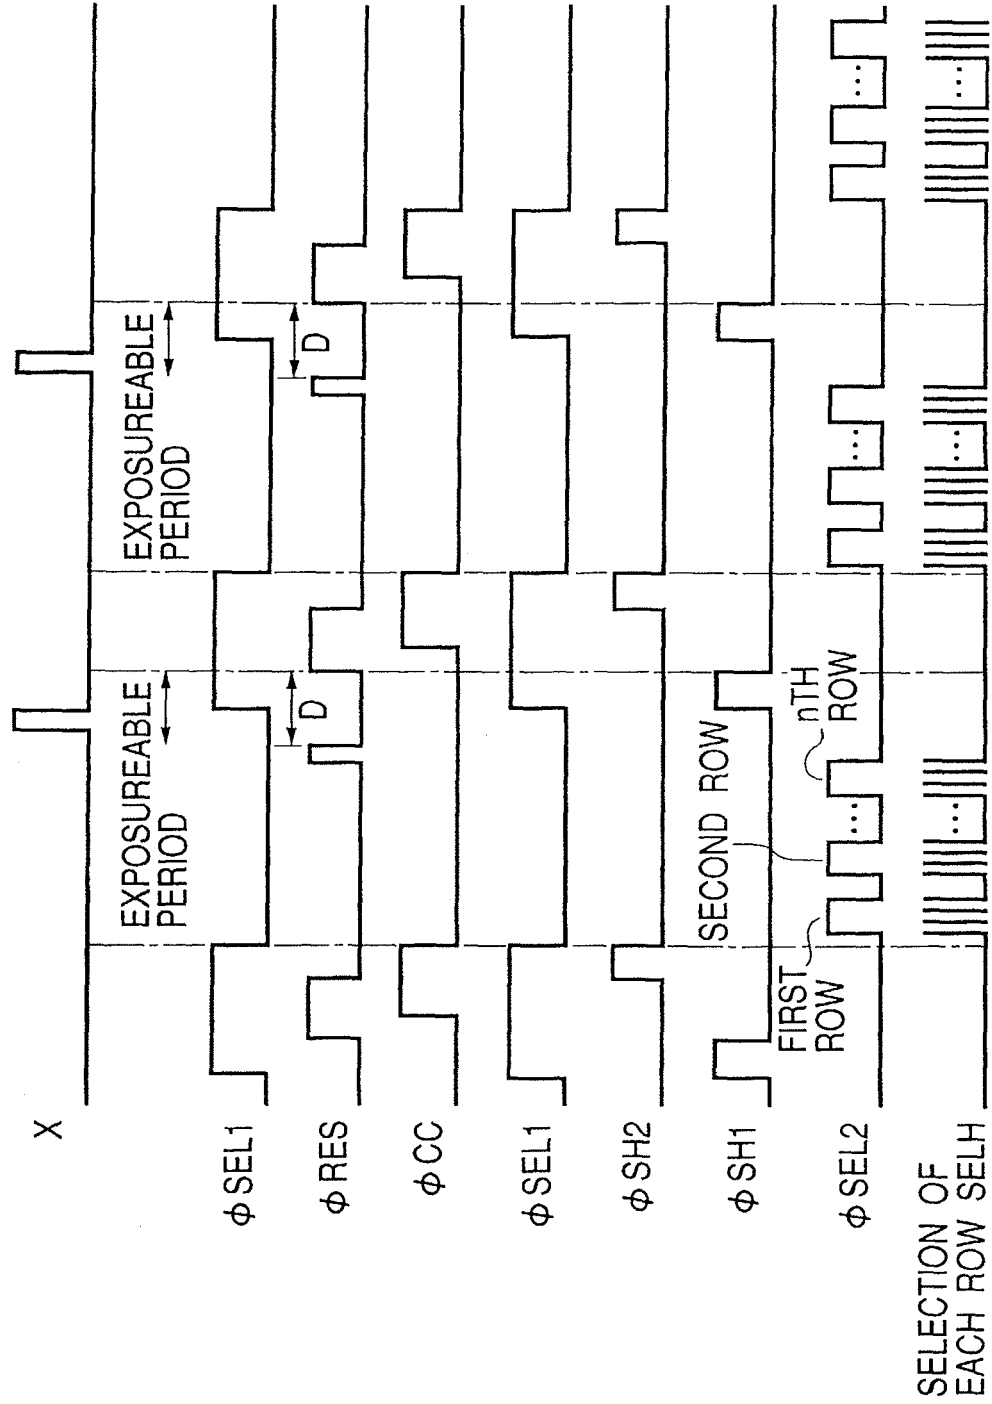 X
EXPOSUREABLE
PERIOD
EXPOSUREABLE
PERIOD
φSEL1
D
D
φRES
φCC
φSEL1
φSH2
φSH1
SECOND ROW
nTH
ROW
FIRST
ROW
φSEL2
...
...
...
SELECTION OF
EACH ROW SELH
...
...
...